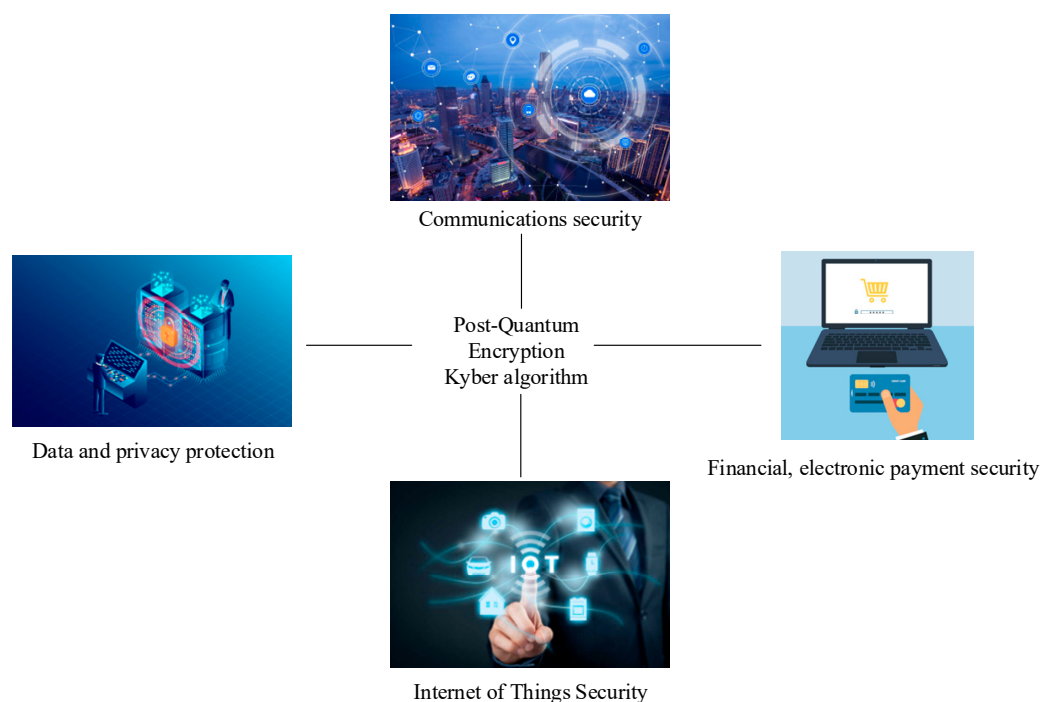 Communications security
Post-Quantum
Encryption
Kyber algorithm
Data and privacy protection
Financial, electronic payment security
IOT
Internet of Things Security